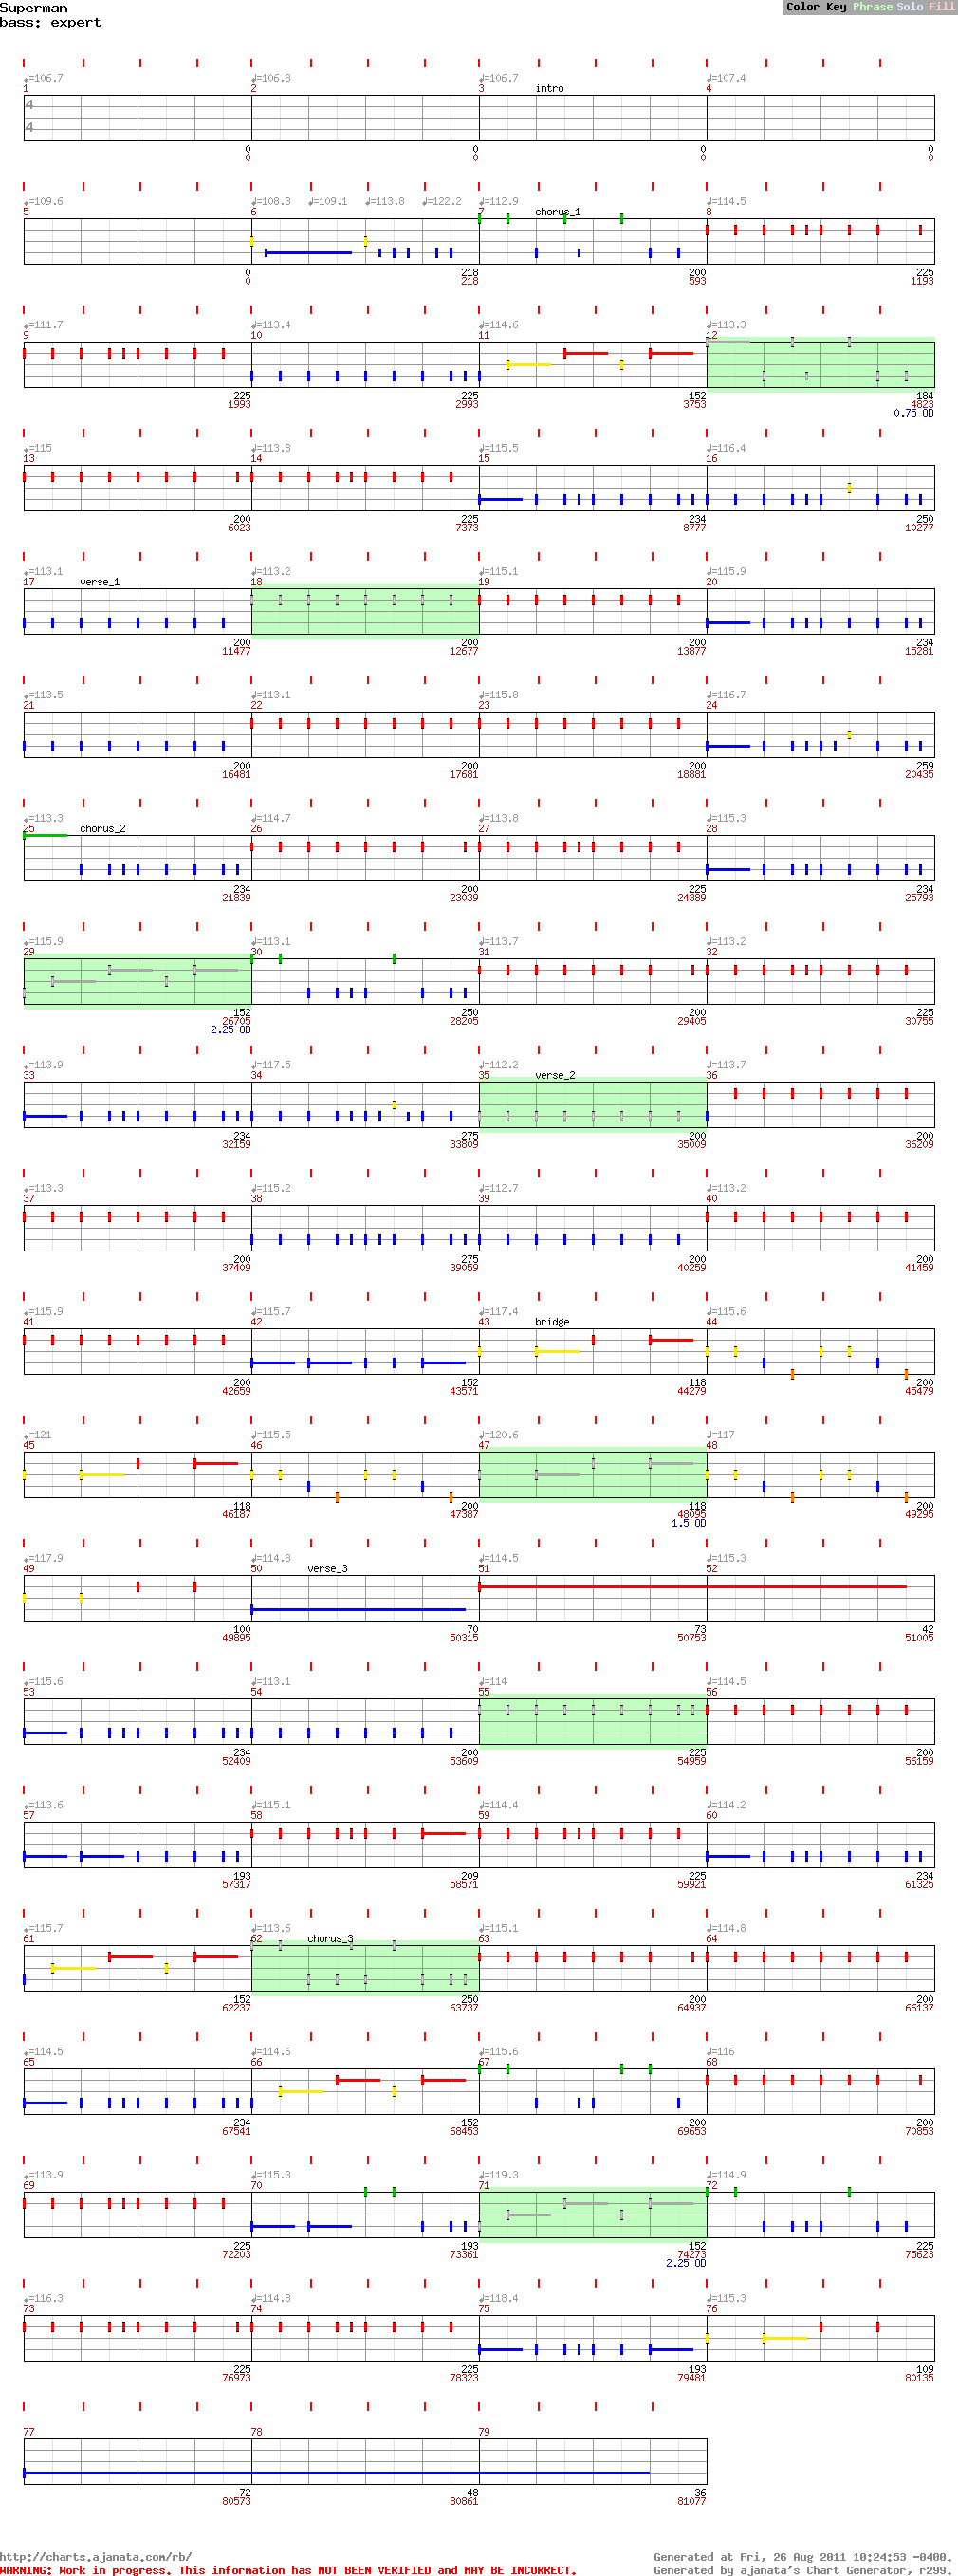 Superman
bass: expert
Color Key Phrase Solo Fill
♩=106.7 ♩=106.8 ♩=106.7 ♩=107.4
1 2 3 intro 4
4
4
0 0 0 0
0 0 0 0
♩=109.6 ♩=108.8 ♩=109.1 ♩=113.8 ♩=122.2 ♩=112.9 ♩=114.5
5 6 7 chorus_1 8
0 218 200 225
0 218 593 1193
♩=111.7 ♩=113.4 ♩=114.6 ♩=113.3
9 10 11 12
225 225 152 184
1993 2993 3753 4823
0.75 OD
♩=115 ♩=113.8 ♩=115.5 ♩=116.4
13 14 15 16
200 225 234 250
6023 7373 8777 10277
♩=113.1 ♩=113.2 ♩=115.1 ♩=115.9
17 verse_1 18 19 20
200 200 200 234
11477 12677 13877 15281
♩=113.5 ♩=113.1 ♩=115.8 ♩=116.7
21 22 23 24
200 200 200 259
16481 17681 18881 20435
♩=113.3 ♩=114.7 ♩=113.8 ♩=115.3
25 chorus_2 26 27 28
234 200 225 234
21839 23039 24389 25793
♩=115.9 ♩=113.1 ♩=113.7 ♩=113.2
29 30 31 32
152 250 200 225
26705 28205 29405 30755
2.25 OD
♩=113.9 ♩=117.5 ♩=112.2 ♩=113.7
33 34 35 verse_2 36
234 275 200 200
32159 33809 35009 36209
♩=113.3 ♩=115.2 ♩=112.7 ♩=113.2
37 38 39 40
200 275 200 200
37409 39059 40259 41459
♩=115.9 ♩=115.7 ♩=117.4 ♩=115.6
41 42 43 bridge 44
200 152 118 200
42659 43571 44279 45479
♩=121 ♩=115.5 ♩=120.6 ♩=117
45 46 47 48
118 200 118 200
46187 47387 48095 49295
1.5 OD
♩=117.9 ♩=114.8 ♩=114.5 ♩=115.3
49 50 verse_3 51 52
100 70 73 42
49895 50315 50753 51005
♩=115.6 ♩=113.1 ♩=114 ♩=114.5
53 54 55 56
234 200 225 200
52409 53609 54959 56159
♩=113.6 ♩=115.1 ♩=114.4 ♩=114.2
57 58 59 60
193 209 225 234
57317 58571 59921 61325
♩=115.7 ♩=113.6 ♩=115.1 ♩=114.8
61 62 chorus_3 63 64
152 250 200 200
62237 63737 64937 66137
♩=114.5 ♩=114.6 ♩=115.6 ♩=116
65 66 67 68
234 152 200 200
67541 68453 69653 70853
♩=113.9 ♩=115.3 ♩=119.3 ♩=114.9
69 70 71 72
225 193 152 225
72203 73361 74273 75623
2.25 OD
♩=116.3 ♩=114.8 ♩=118.4 ♩=115.3
73 74 75 76
225 225 193 109
76973 78323 79481 80135
77 78 79
72 48 36
80573 80861 81077
http://charts.ajanata.com/rb/ Generated at Fri, 26 Aug 2011 10:24:53 -0400.
WARNING: Work in progress. This information has NOT BEEN VERIFIED and MAY BE INCORRECT. Generated by ajanata's Chart Generator, r299.